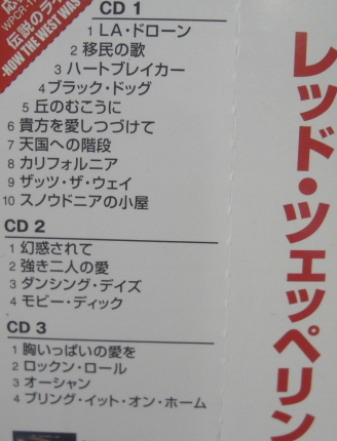 WPCR-1
伝説のラ
-HOW THE WEST WAS
CD 1
1 LA・ドローン
2 移民の歌
3 ハートブレイカー
4 ブラック・ドッグ
5 丘のむこうに
6 貴方を愛しつづけて
7 天国への階段
8 カリフォルニア
9 ザッツ・ザ・ウェイ
10 スノウドニアの小屋
CD 2
1 幻惑されて
2 強き二人の愛
3 ダンシング・デイズ
4 モビー・ディック
CD 3
1 胸いっぱいの愛を
2 ロックン・ロール
3 オーシャン
4 ブリング・イット・オン・ホーム
レッド・ツェッペリン